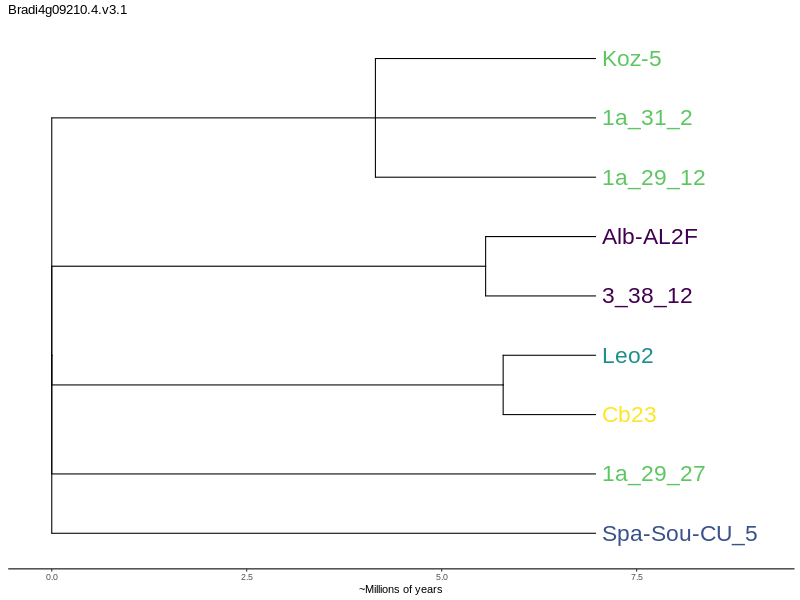 Bradi4g09210.4.v3.1
Koz-5
1a_31_2
1a_29_12
Alb-AL2F
3_38_12
Leo2
Cb23
1a_29_27
Spa-Sou-CU_5
0.0 2.5 5.0 7.5
~Millions of years